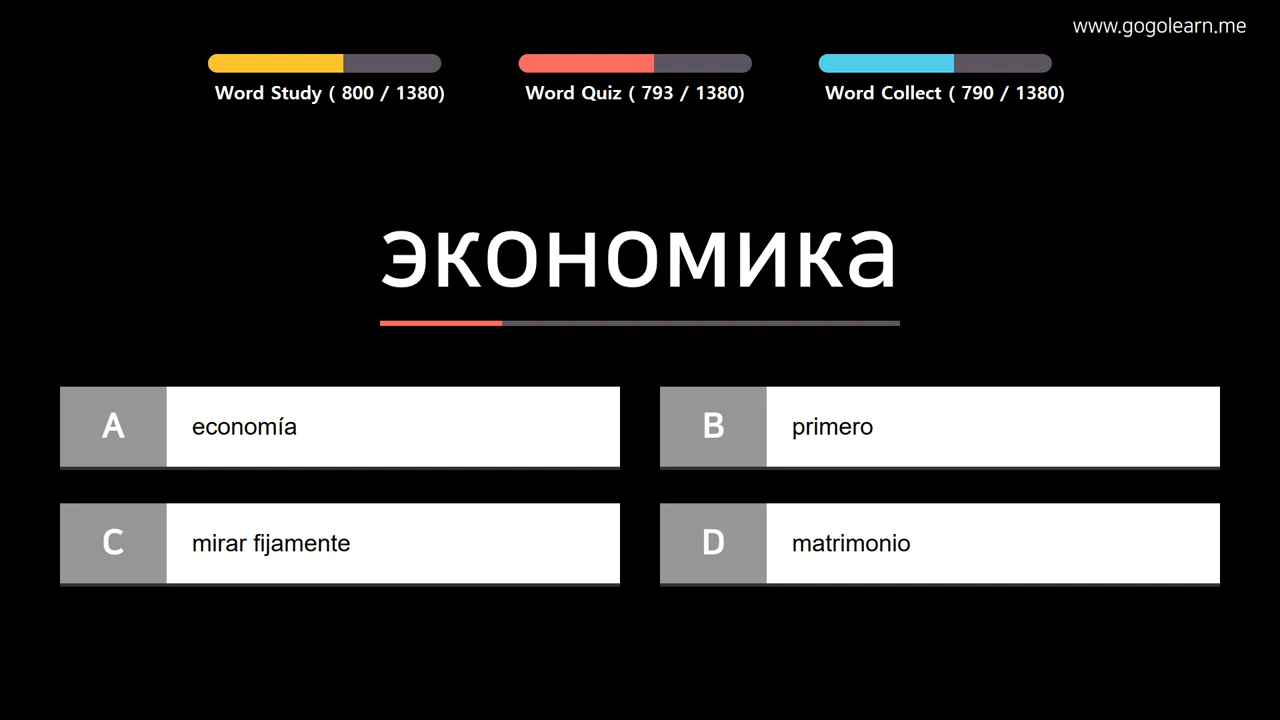 www.gogolearn.me
Word Study ( 800 / 1380)
Word Quiz ( 793 / 1380)
Word Collect ( 790 / 1380)
экономика
A
economía
B
primero
C
mirar fijamente
D
matrimonio